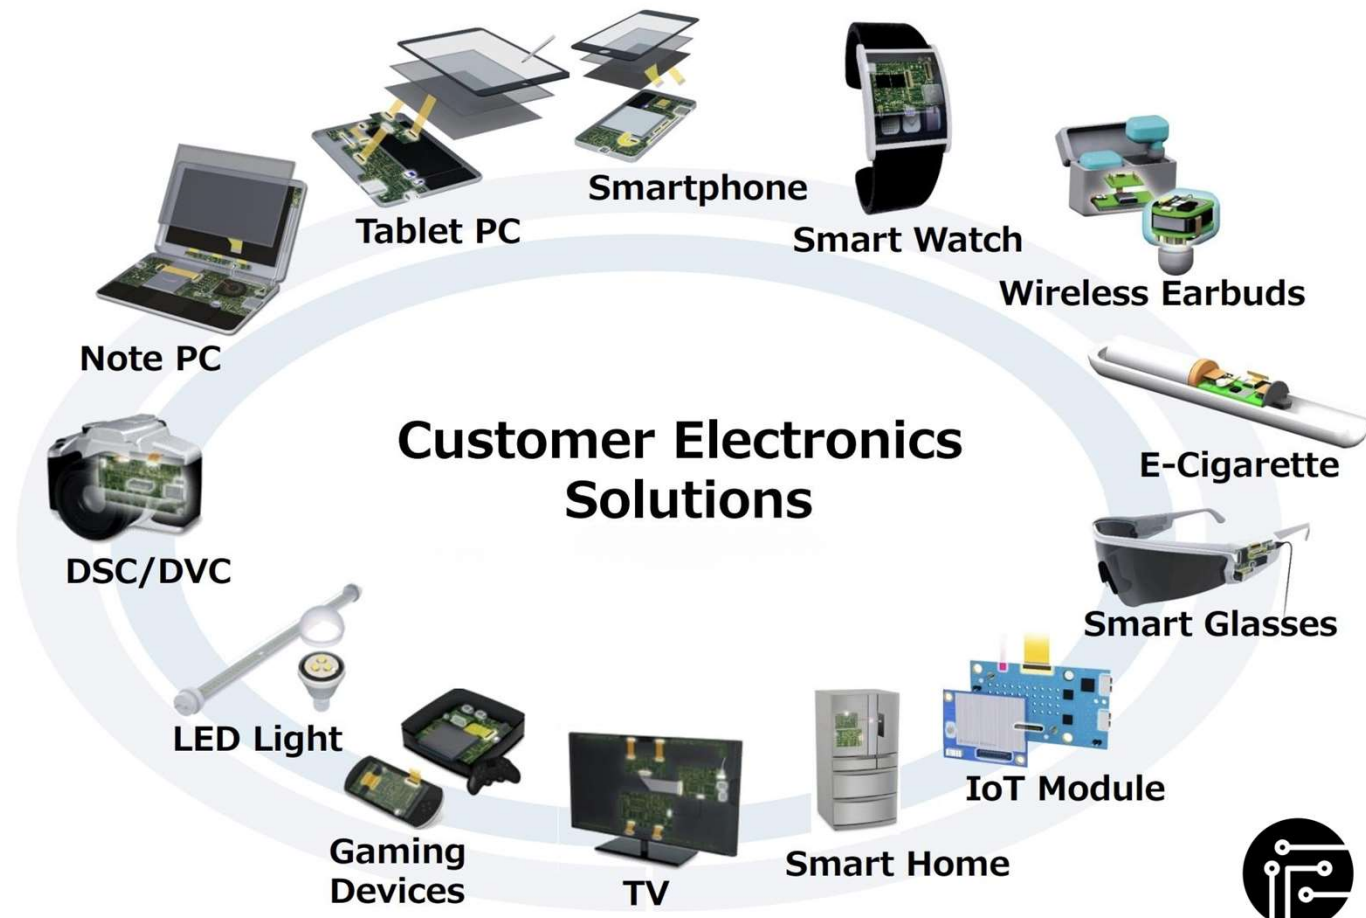 Smartphone
Tablet PC
Smart Watch
Wireless Earbuds
Note PC
Customer Electronics
Solutions
E-Cigarette
DSC/DVC
Smart Glasses
LED Light
IoT Module
Gaming
Devices
TV
Smart Home